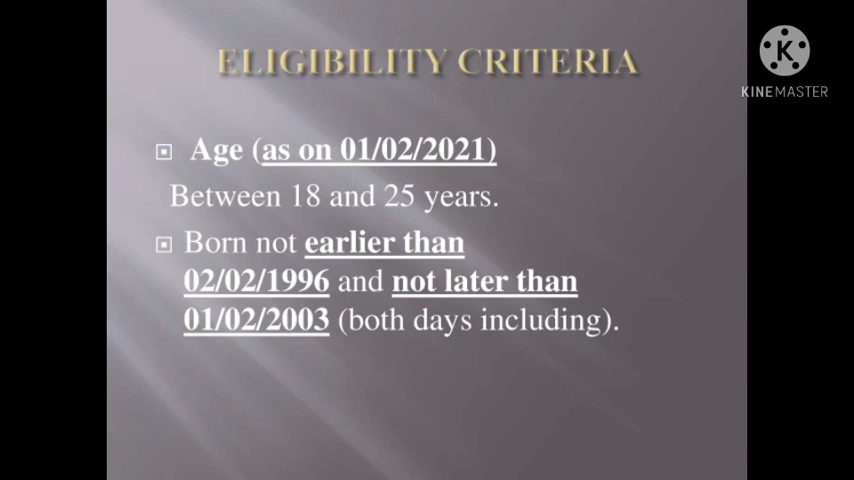 ELIGIBILITY CRITERIA
K
KINEMASTER
Age (as on 01/02/2021)
Between 18 and 25 years.
Born not earlier than
02/02/1996 and not later than
01/02/2003 (both days including).